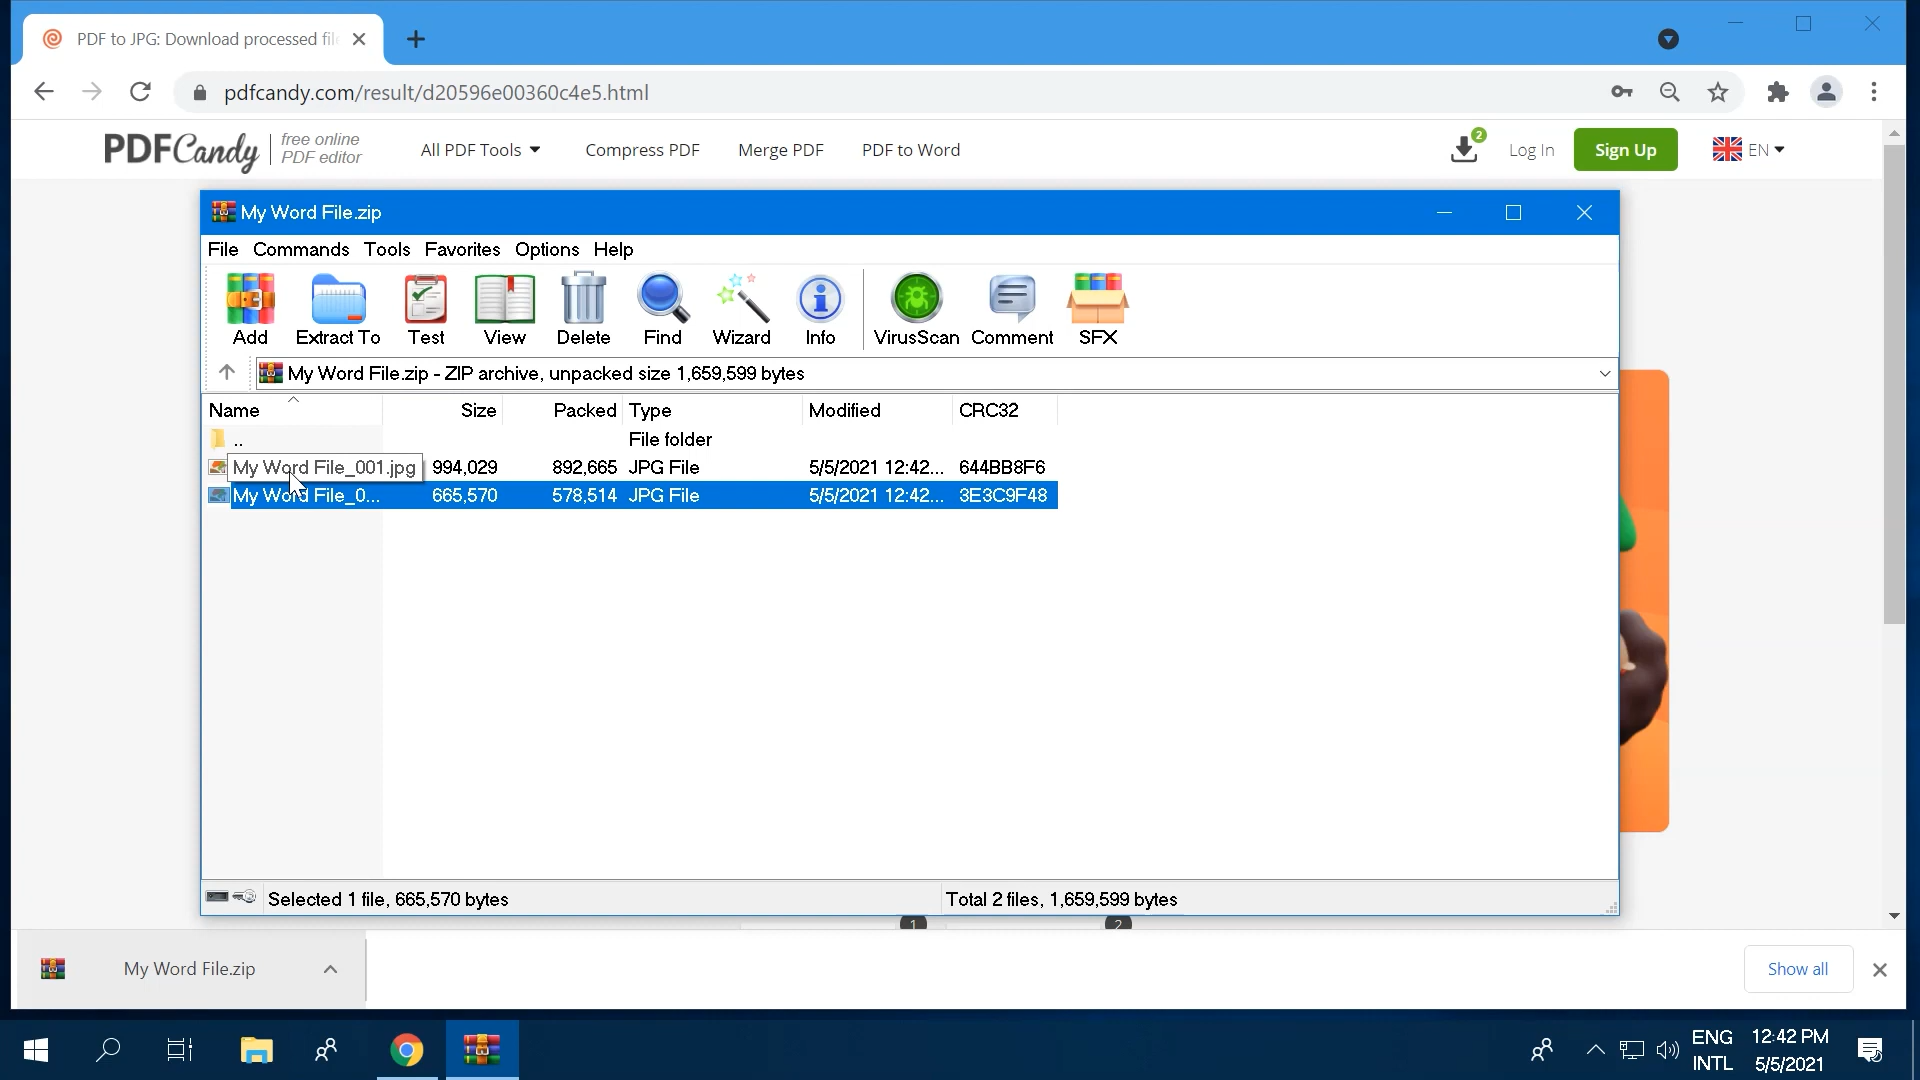 PDF to JPG: Download processed file
pdfcandy.com/result/d20596e00360c4e5.html
PDFCandy
free online
PDF editor
All PDF Tools
Compress PDF
Merge PDF
PDF to Word
2
Log In
Sign Up
EN
My Word File.zip
File Commands Tools Favorites Options Help
Add Extract To Test View Delete Find Wizard Info VirusScan Comment SFX
My Word File.zip - ZIP archive, unpacked size 1,659,599 bytes
Name Size Packed Type Modified CRC32
.. File folder
My Word File_001.jpg 994,029 892,665 JPG File 5/5/2021 12:42... 644BB8F6
My Word File_0... 665,570 578,514 JPG File 5/5/2021 12:42... 3E3C9F48
Selected 1 file, 665,570 bytes
Total 2 files, 1,659,599 bytes
1 2
My Word File.zip
Show all
ENG 12:42 PM
INTL 5/5/2021